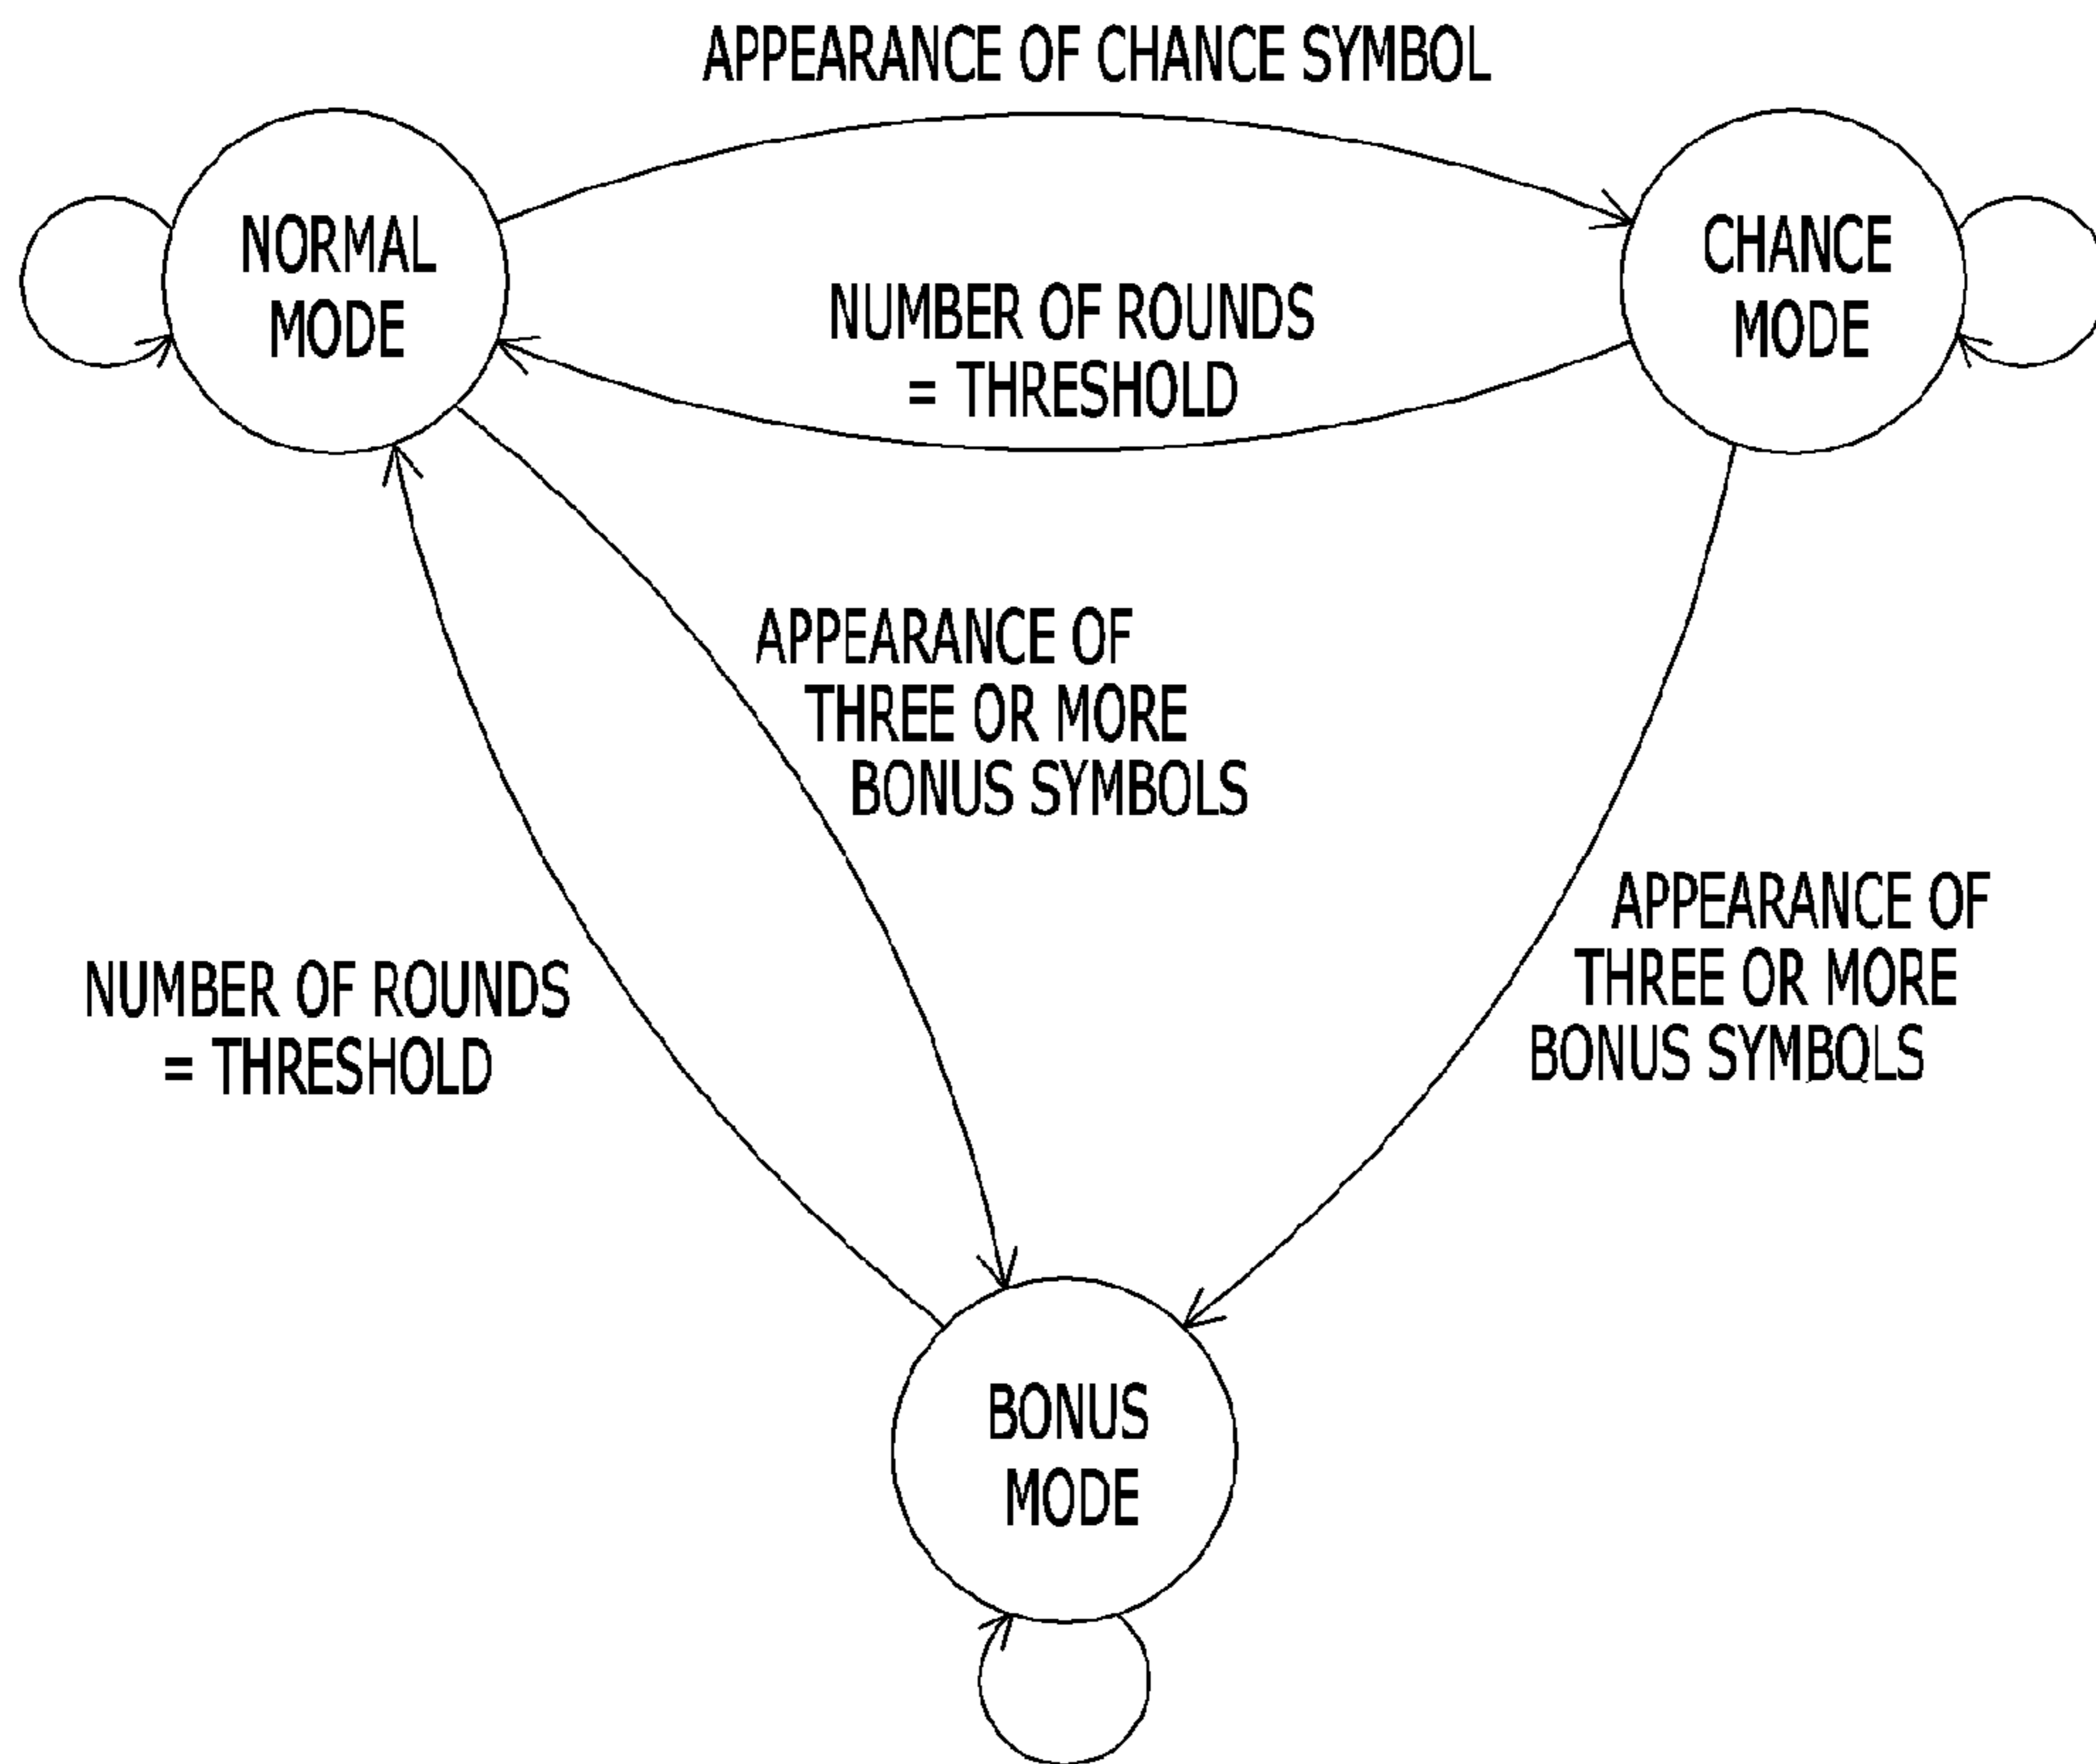 APPEARANCE OF CHANCE SYMBOL
NORMAL
MODE
CHANCE
MODE
NUMBER OF ROUNDS
= THRESHOLD
APPEARANCE OF
THREE OR MORE
BONUS SYMBOLS
APPEARANCE OF
THREE OR MORE
BONUS SYMBOLS
NUMBER OF ROUNDS
= THRESHOLD
BONUS
MODE